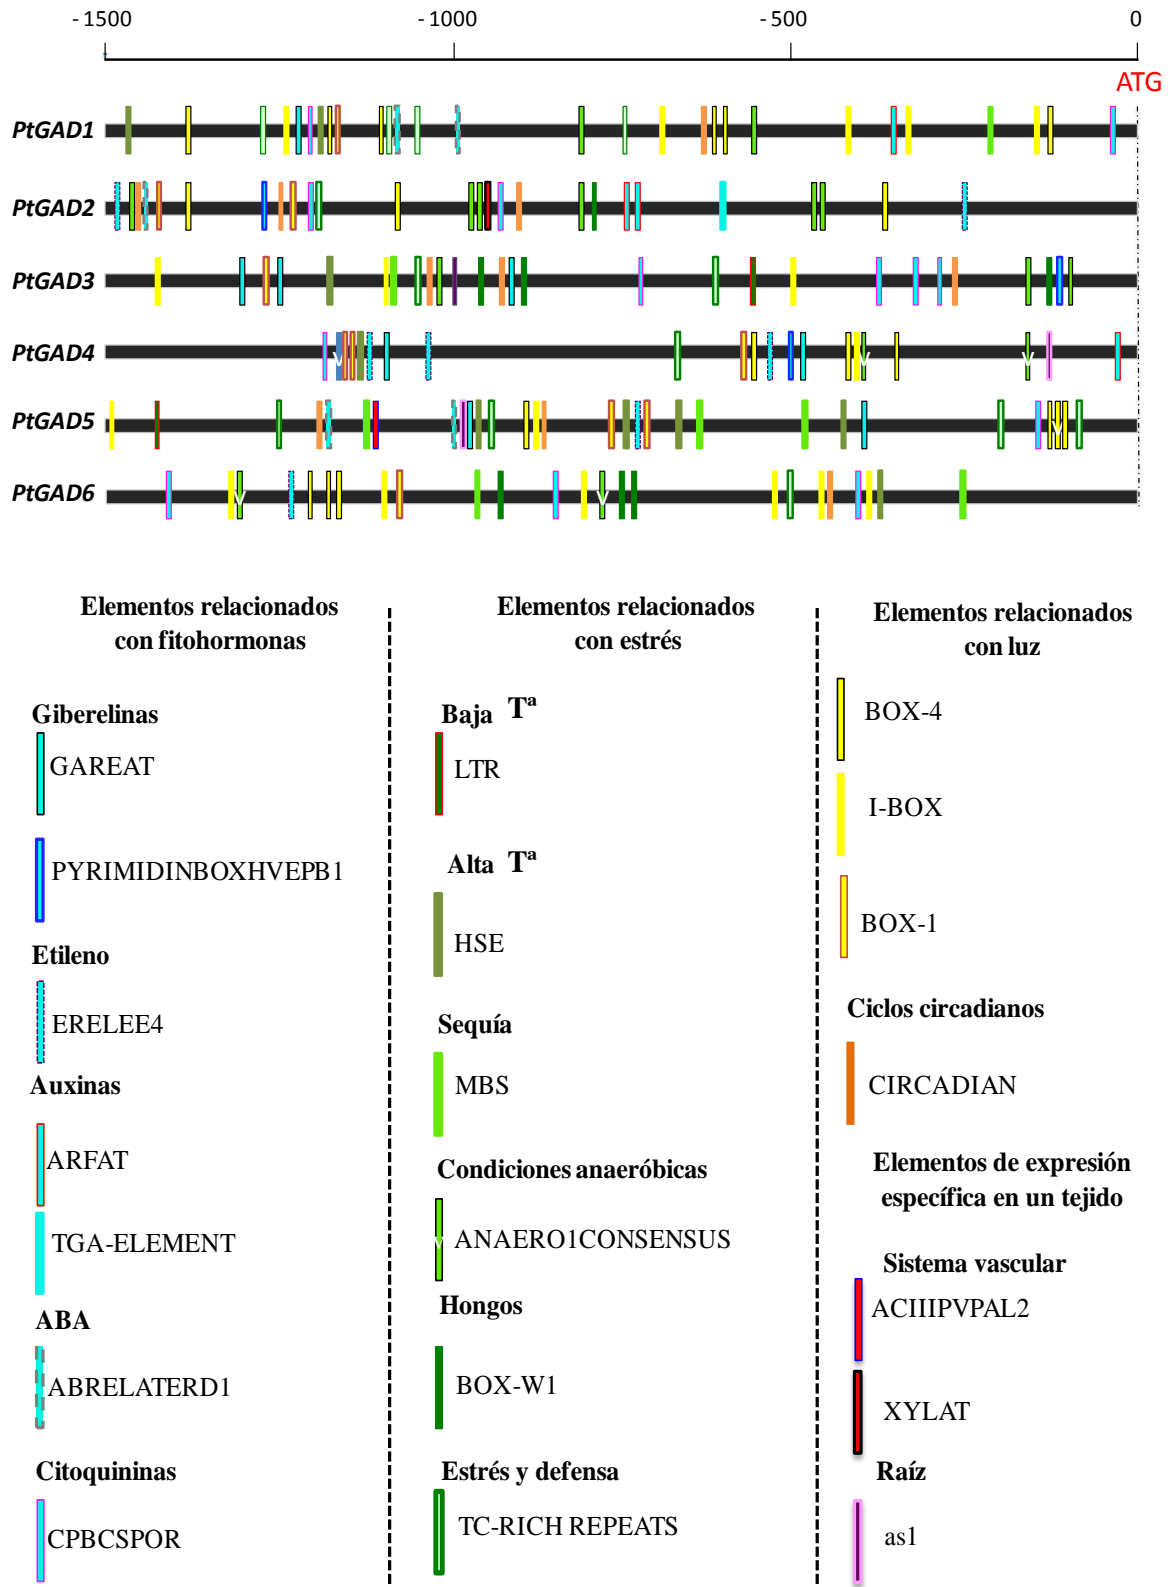 -1500 -1000 -500 0
ATG
PtGAD1
PtGAD2
PtGAD3
PtGAD4
PtGAD5
PtGAD6
Elementos relacionados
con fitohormonas
Giberelinas
GAREAT
PYRIMIDINBOXHVEPB1
Etileno
ERELEE4
Auxinas
ARFAT
TGA-ELEMENT
ABA
ABRELATERD1
Citoquininas
CPBCSPOR
Elementos relacionados
con estrés
Baja Tª
LTR
Alta Tª
HSE
Sequía
MBS
Condiciones anaeróbicas
ANAERO1CONSENSUS
Hongos
BOX-W1
Estrés y defensa
TC-RICH REPEATS
Elementos relacionados
con luz
BOX-4
I-BOX
BOX-1
Ciclos circadianos
CIRCADIAN
Elementos de expresión
específica en un tejido
Sistema vascular
ACIIIPVPAL2
XYLAT
Raíz
as1